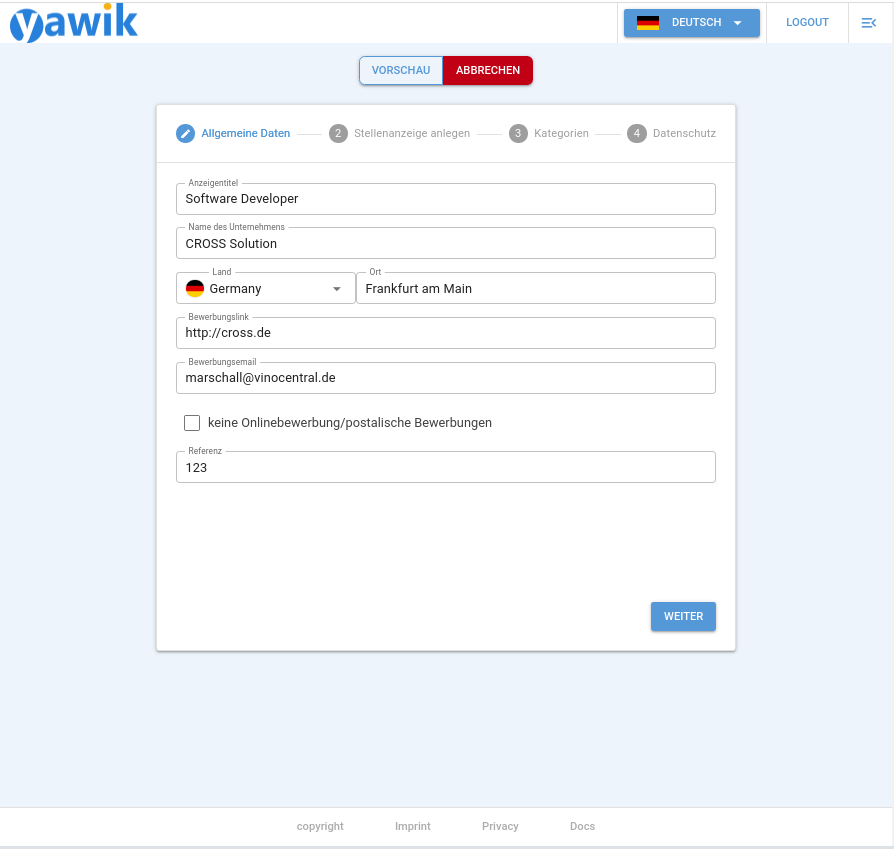 yawik
DEUTSCH
LOGOUT
VORSCHAU ABBRECHEN
Allgemeine Daten 2 Stellenanzeige anlegen 3 Kategorien 4 Datenschutz
Anzeigentitel
Software Developer
Name des Unternehmens
CROSS Solution
Land
Germany
Ort
Frankfurt am Main
Bewerbungslink
http://cross.de
Bewerbungsemail
marschall@vinocentral.de
keine Onlinebewerbung/postalische Bewerbungen
Referenz
123
WEITER
copyright Imprint Privacy Docs